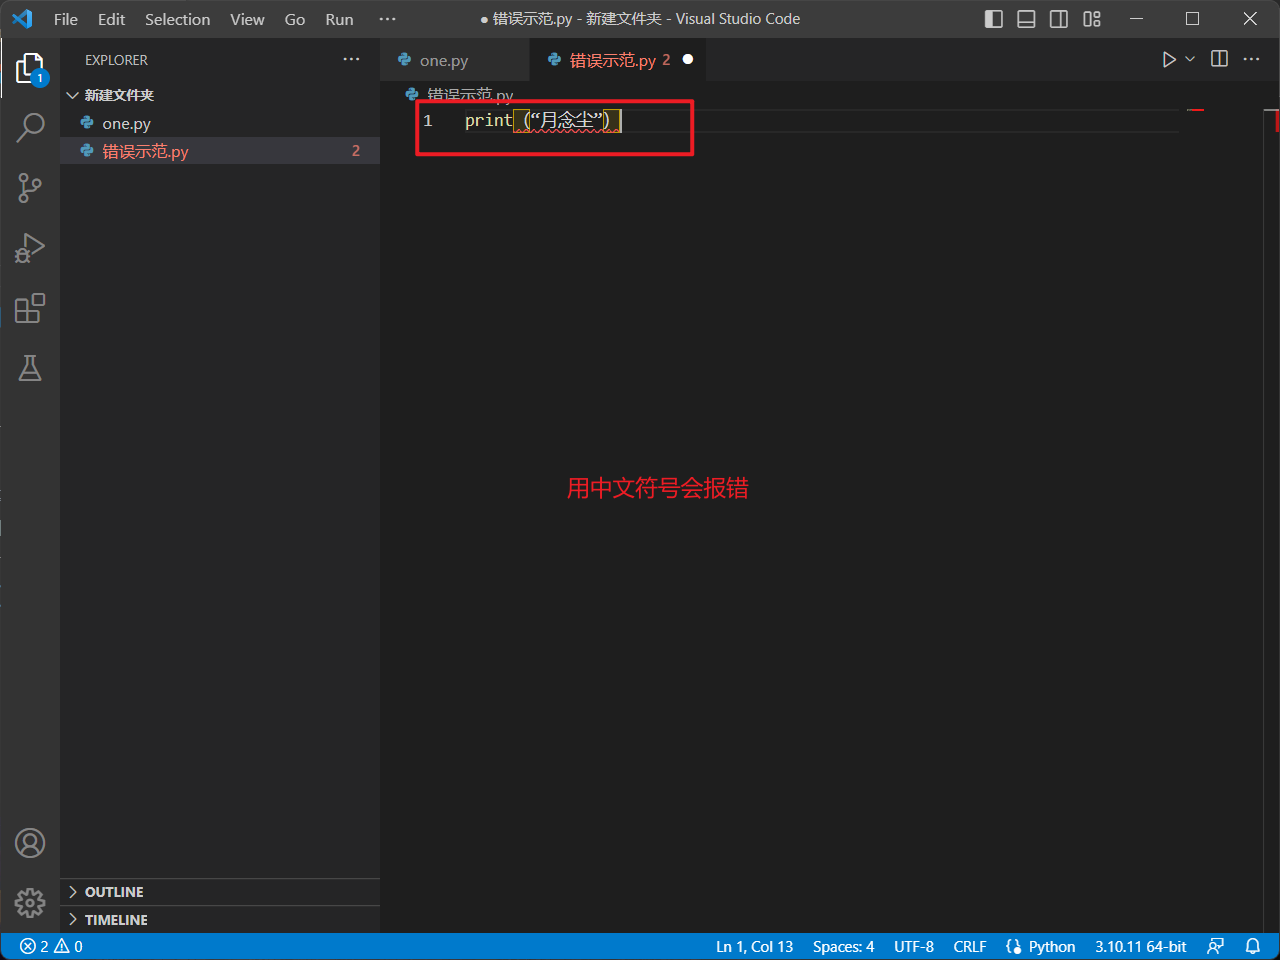 File Edit Selection View Go Run ··· ● 错误示范.py - 新建文件夹 - Visual Studio Code
EXPLORER ···
one.py 错误示范.py 2 ●
1
新建文件夹
错误示范.py
one.py
1 print（“月念尘”）
错误示范.py 2
用中文符号会报错
OUTLINE
TIMELINE
2 0 Ln 1, Col 13 Spaces: 4 UTF-8 CRLF Python 3.10.11 64-bit